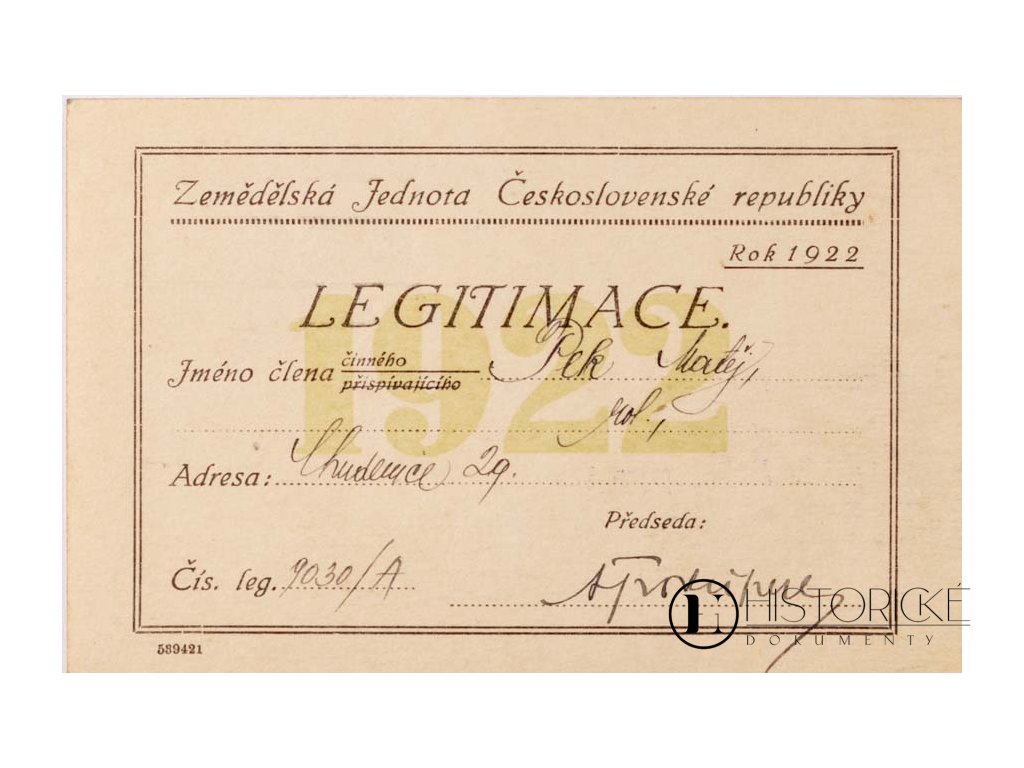 Zemědělská Jednota Československé republiky
Rok 1922
1922
LEGITIMACE.
Jméno člena činného Pek Matěj,
přispívajícího
rol.,
Adresa: Chudenice 29.
Předseda:
Čís. leg. 9030/A
539421
HISTORICKÉ
DOKUMENTY